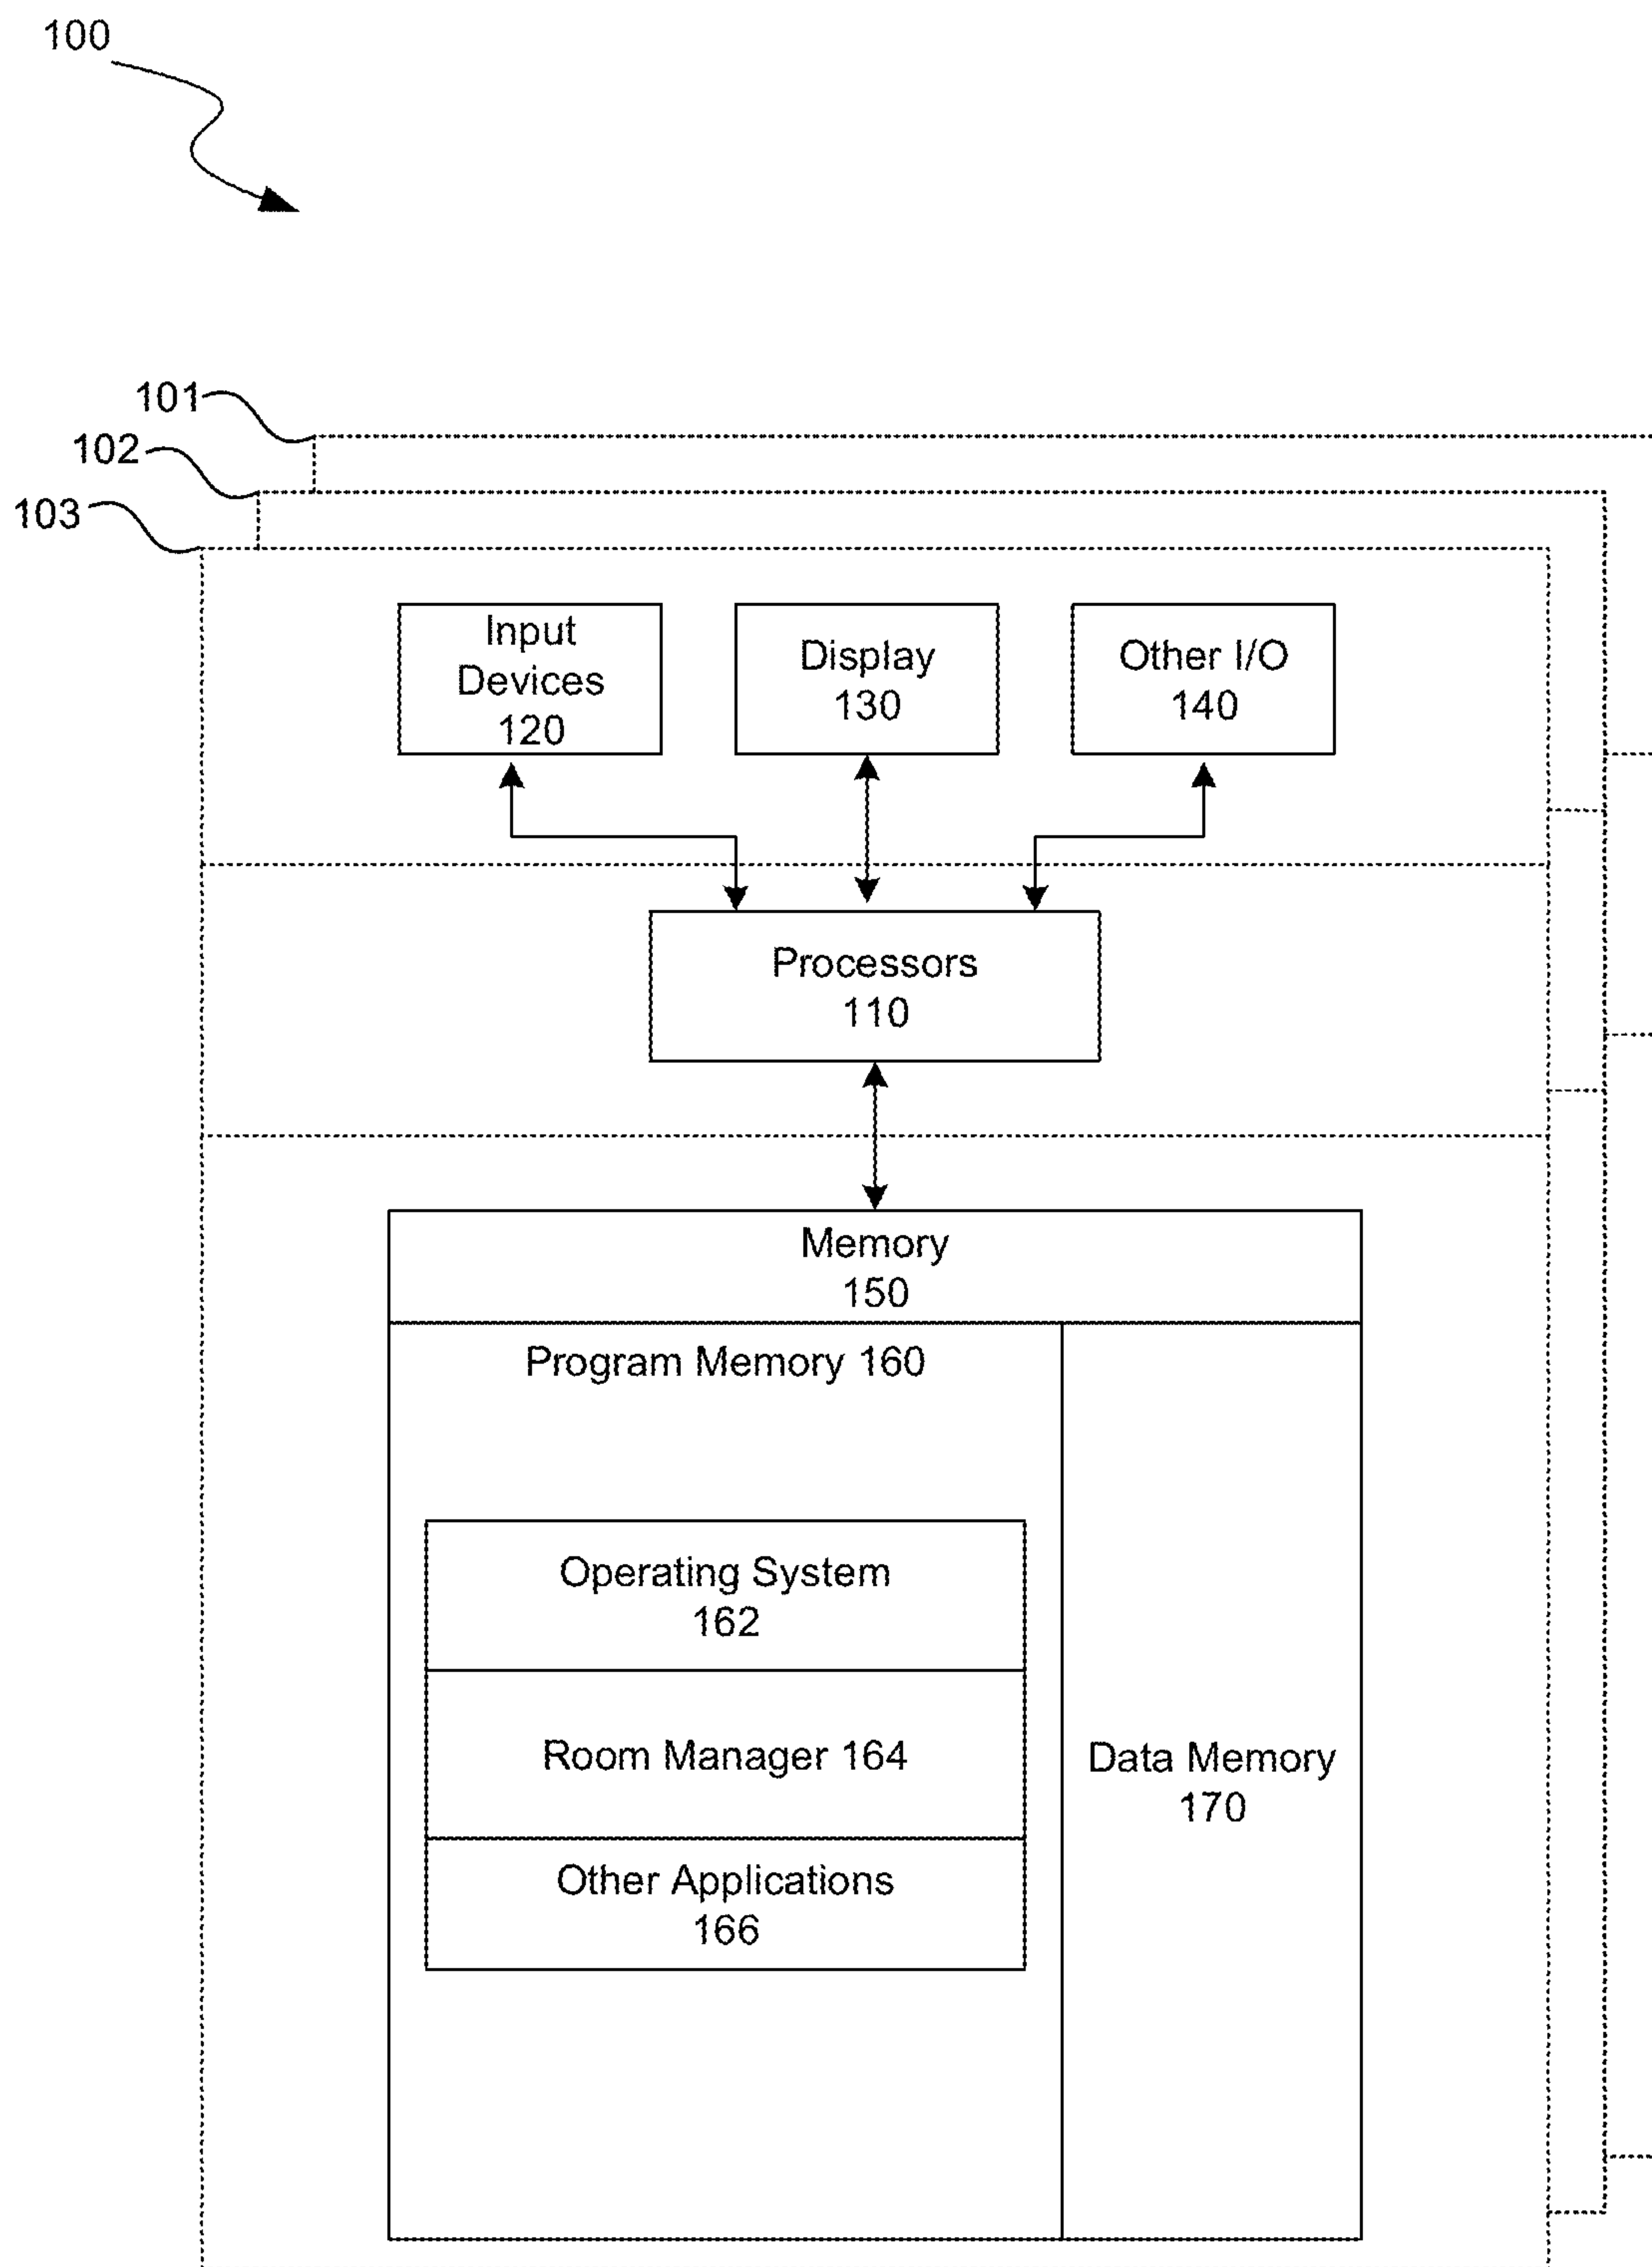 100
101
102
103
Input
Devices
120
Display
130
Other I/O
140
Processors
110
Memory
150
Program Memory 160
Operating System
162
Room Manager 164
Other Applications
166
Data Memory
170